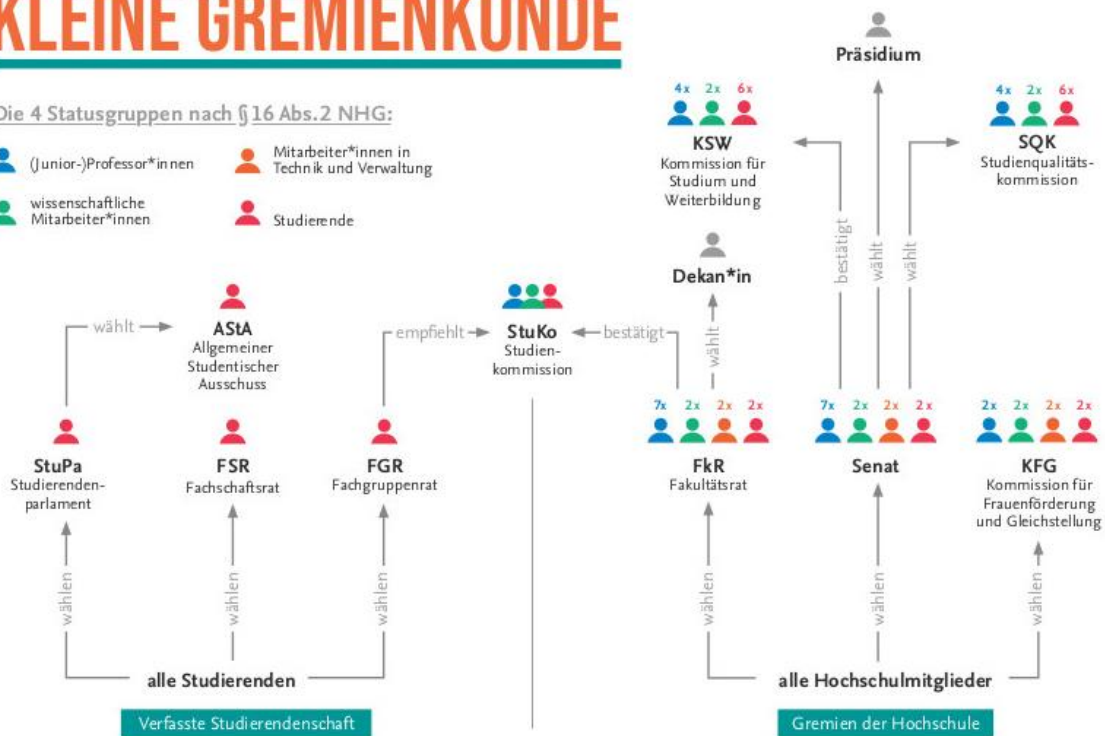 KLEINE GREMIENKUNDE
Die 4 Statusgruppen nach § 16 Abs. 2 NHG:
(Junior-)Professor*innen
Mitarbeiter*innen in
Technik und Verwaltung
wissenschaftliche
Mitarbeiter*innen
Studierende
Präsidium
4x 2x 6x
KSW
Kommission für
Studium und
Weiterbildung
4x 2x 6x
SQK
Studienqualitäts-
kommission
Dekan*in
bestätigt
wählt
wählt
wählt
AStA
Allgemeiner
Studentischer
Ausschuss
empfiehlt
StuKo
Studien-
kommission
bestätigt
wählt
StuPa
Studierenden-
parlament
FSR
Fachschaftsrat
FGR
Fachgruppenrat
7x 2x 2x 2x
FkR
Fakultätsrat
7x 2x 2x 2x
Senat
2x 2x 2x 2x
KFG
Kommission für
Frauenförderung
und Gleichstellung
wählen
wählen
wählen
wählen
wählen
wählen
alle Studierenden
alle Hochschulmitglieder
Verfasste Studierendenschaft
Gremien der Hochschule